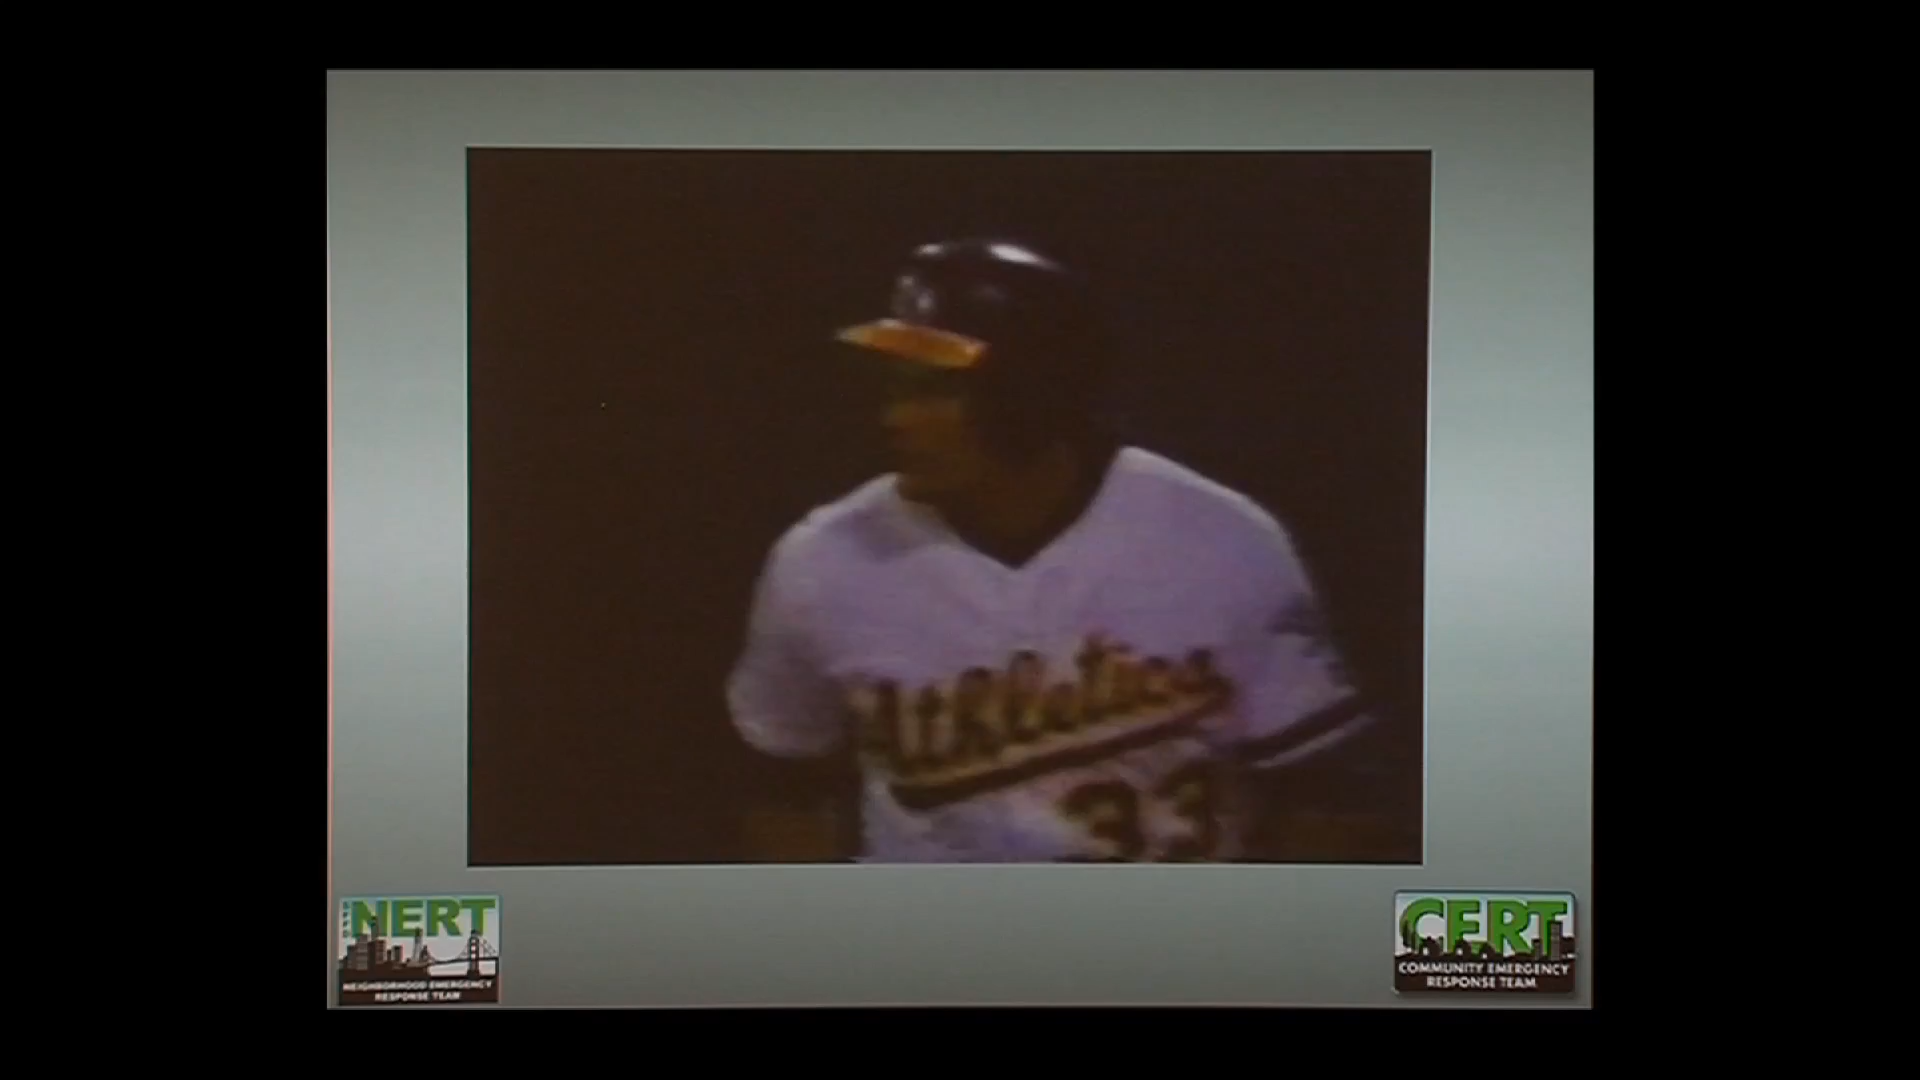 Athletics
33
NERT
NEIGHBORHOOD EMERGENCY
RESPONSE TEAM
CERT
COMMUNITY EMERGENCY
RESPONSE TEAM